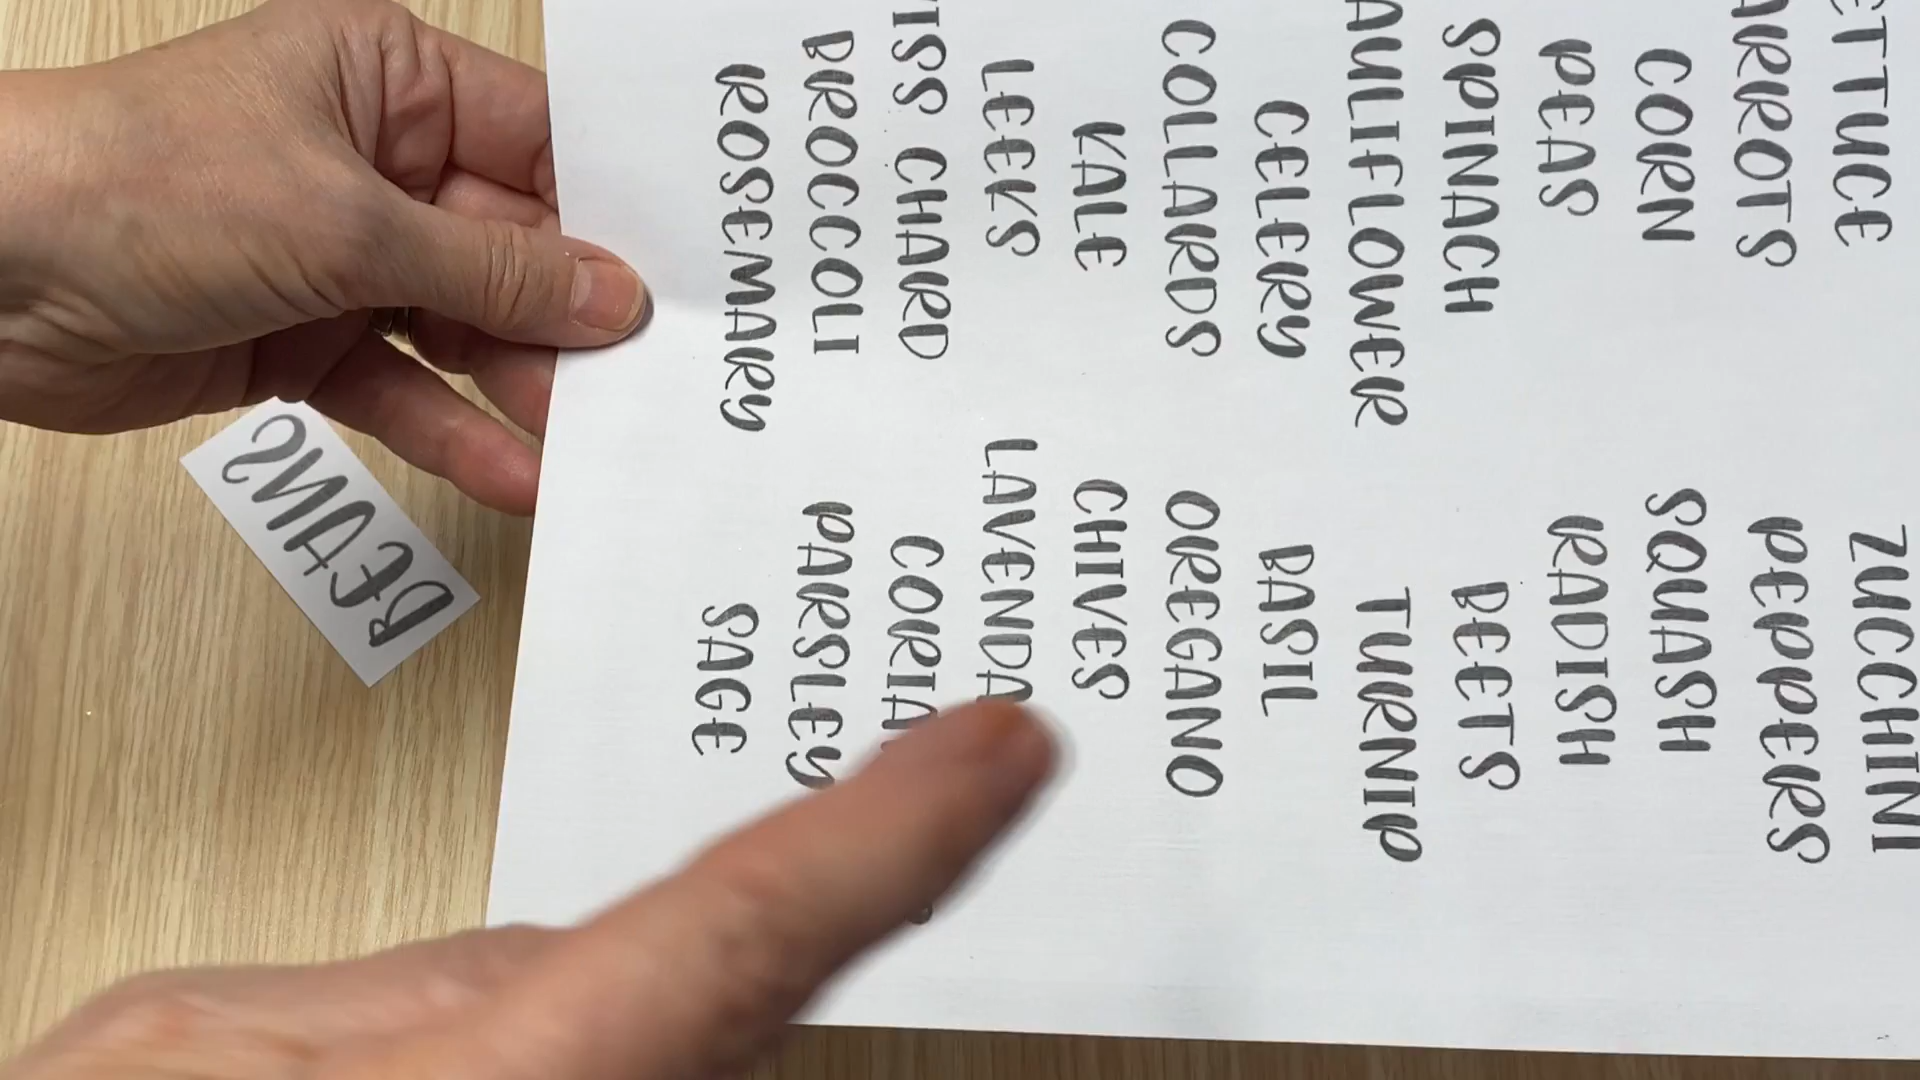 ETTUCE
ARROTS
CORN
PEAS
SPINACH
AULIFLOWER
CELERY
COLLARDS
KALE
LEEKS
ISS CHARD
BROCCOLI
ROSEMARY
ZUCCHINI
PEPPERS
SQUASH
RADISH
BEETS
TURNIP
BASIL
OREGANO
CHIVES
LAVENDA
CORIA
PARSLEY
SAGE
BEANS